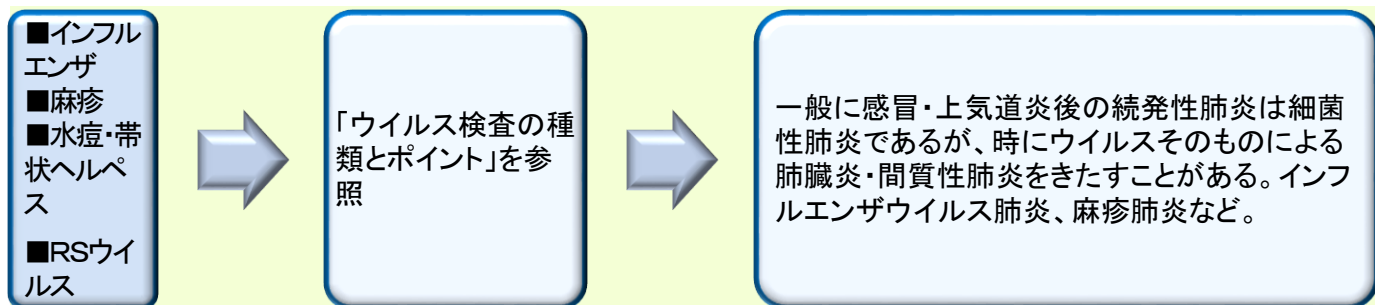 ■インフル
エンザ
■麻疹
■水痘・帯
状ヘルペ
ス
■RSウイ
ルス
「ウイルス検査の種
類とポイント」を参
照
一般に感冒・上気道炎後の続発性肺炎は細菌
性肺炎であるが、時にウイルスそのものによる
肺臓炎・間質性肺炎をきたすことがある。インフ
ルエンザウイルス肺炎、麻疹肺炎など。